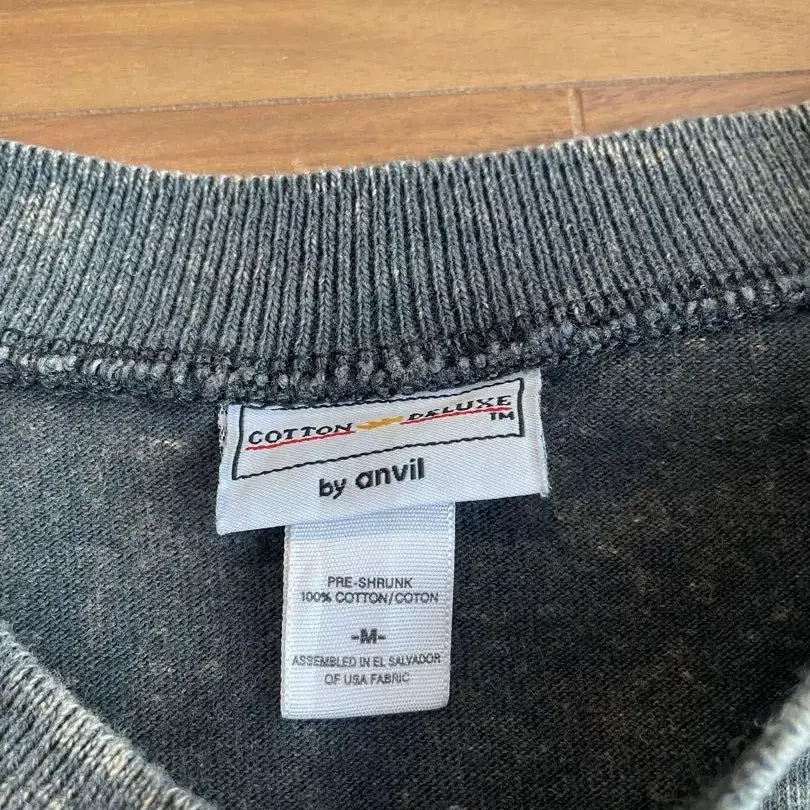 COTTON DELUXE
TM
by anvil
PRE-SHRUNK
100% COTTON/COTON
-M-
ASSEMBLED IN EL SALVADOR
OF USA FABRIC